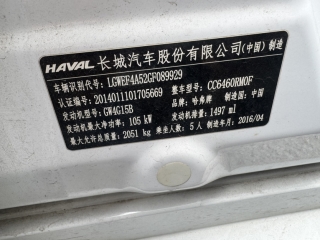 HAVAL 长城汽车股份有限公司(中国)制造
车辆识别代号: LGWEF4A52GF089929
认证编号: 2014011101705669 整车型号: CC6460RM0F
发动机型号: GW4G15B 品牌: 哈弗牌 制造国: 中国
发动机最大净功率: 105 kW 发动机排量: 1497 ml
最大允许总质量: 2051 kg 乘坐人数: 5人 制造年月: 2016/04